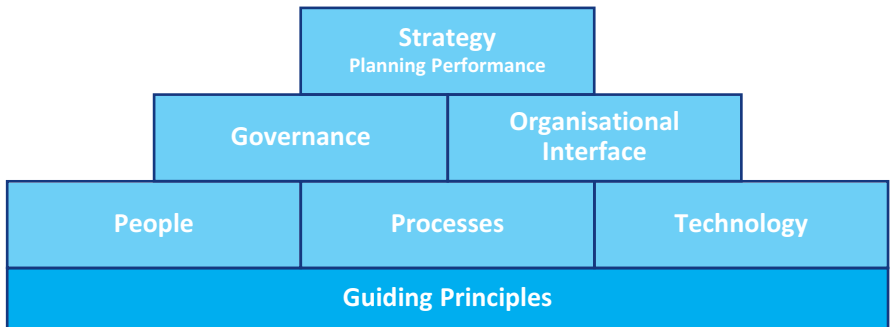 Strategy
Planning Performance
Governance
Organisational
Interface
People
Processes
Technology
Guiding Principles